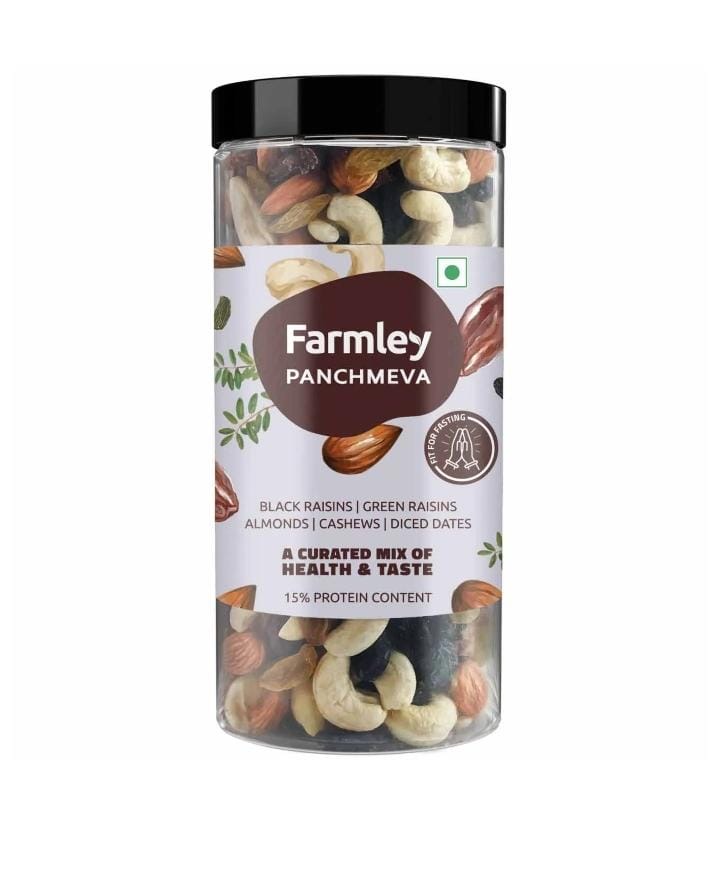 Farmley
PANCHMEVA
FIT FOR FASTING
BLACK RAISINS | GREEN RAISINS
ALMONDS | CASHEWS | DICED DATES
A CURATED MIX OF
HEALTH & TASTE
15% PROTEIN CONTENT